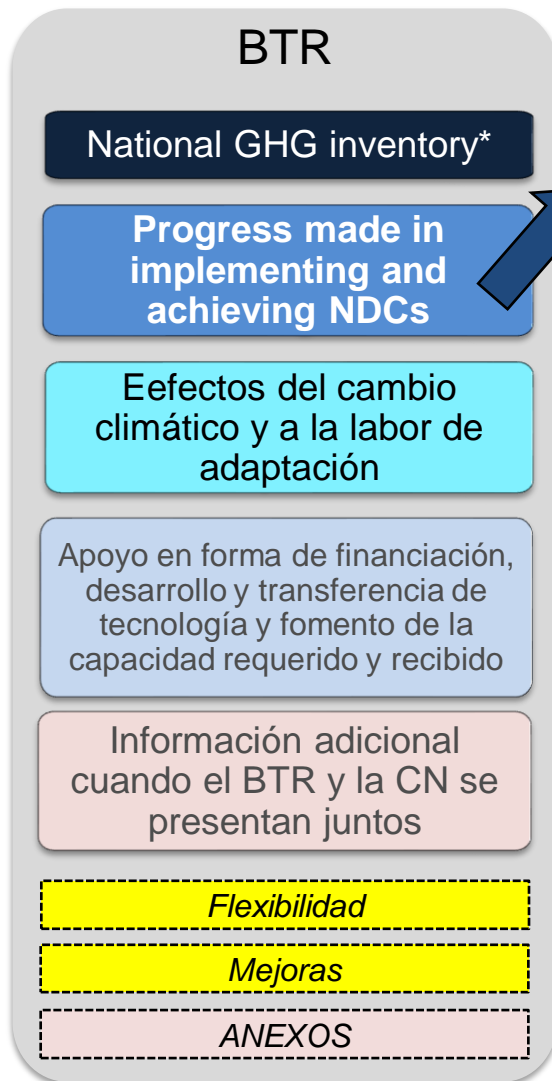 BTR
National GHG inventory*
Progress made in
implementing and
achieving NDCs
Eefectos del cambio
climático y a la labor de
adaptación
Apoyo en forma de financiación,
desarrollo y transferencia de
tecnología y fomento de la
capacidad requerido y recibido
Información adicional
cuando el BTR y la CN se
presentan juntos
Flexibilidad
Mejoras
ANEXOS